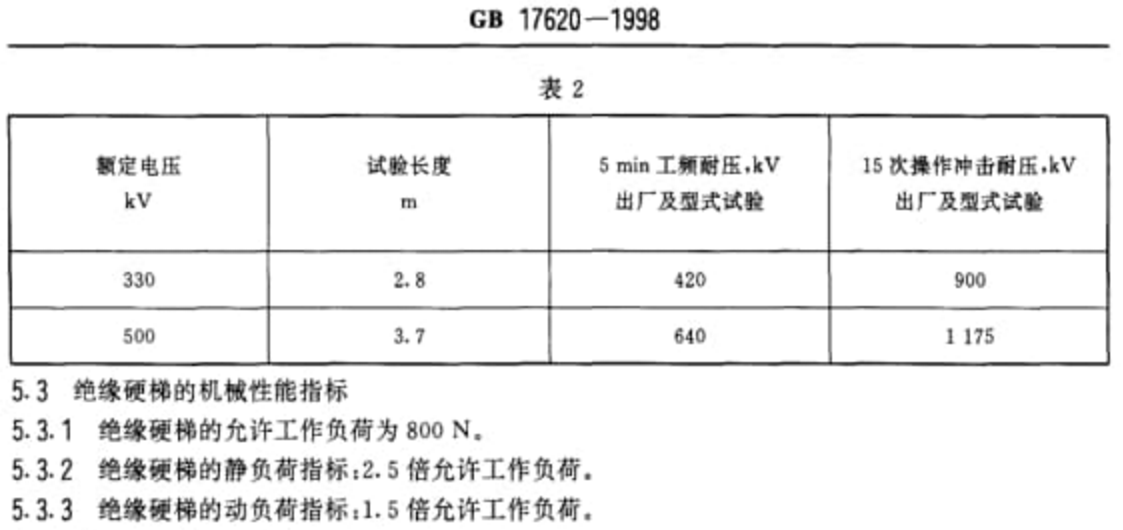 GB 17620—1998
表 2
额定电压
kV
试验长度
m
5 min 工频耐压,kV
出厂及型式试验
15 次操作冲击耐压,kV
出厂及型式试验
330 2.8 420 900
500 3.7 640 1 175
5.3 绝缘硬梯的机械性能指标
5.3.1 绝缘硬梯的允许工作负荷为 800 N。
5.3.2 绝缘硬梯的静负荷指标:2.5 倍允许工作负荷。
5.3.3 绝缘硬梯的动负荷指标:1.5 倍允许工作负荷。